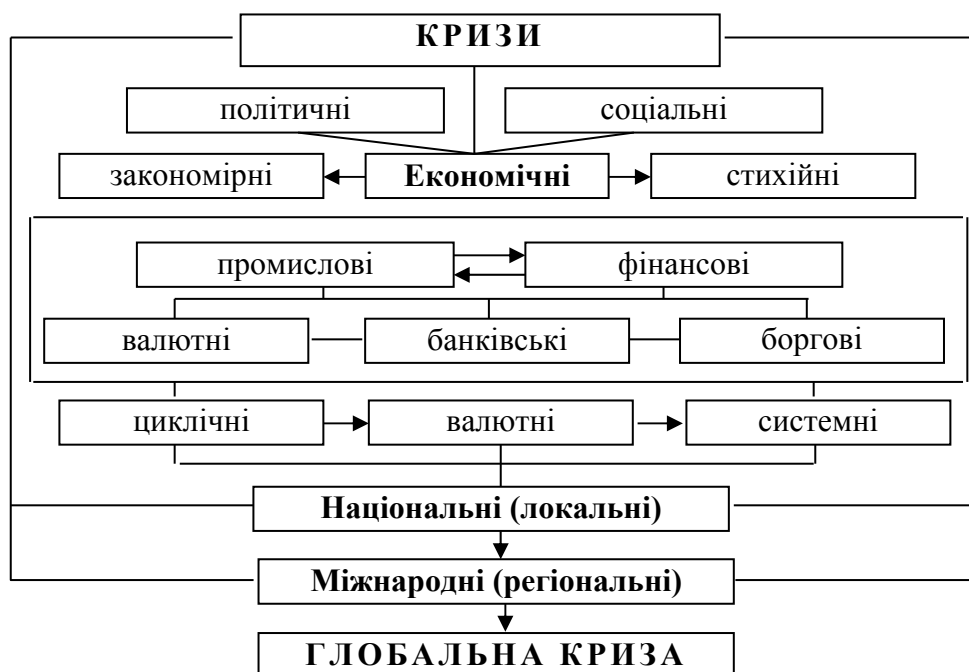 КРИЗИ
політичні
соціальні
закономірні
Економічні
стихійні
промислові
фінансові
валютні
банківські
боргові
циклічні
валютні
системні
Національні (локальні)
Міжнародні (регіональні)
ГЛОБАЛЬНА КРИЗА